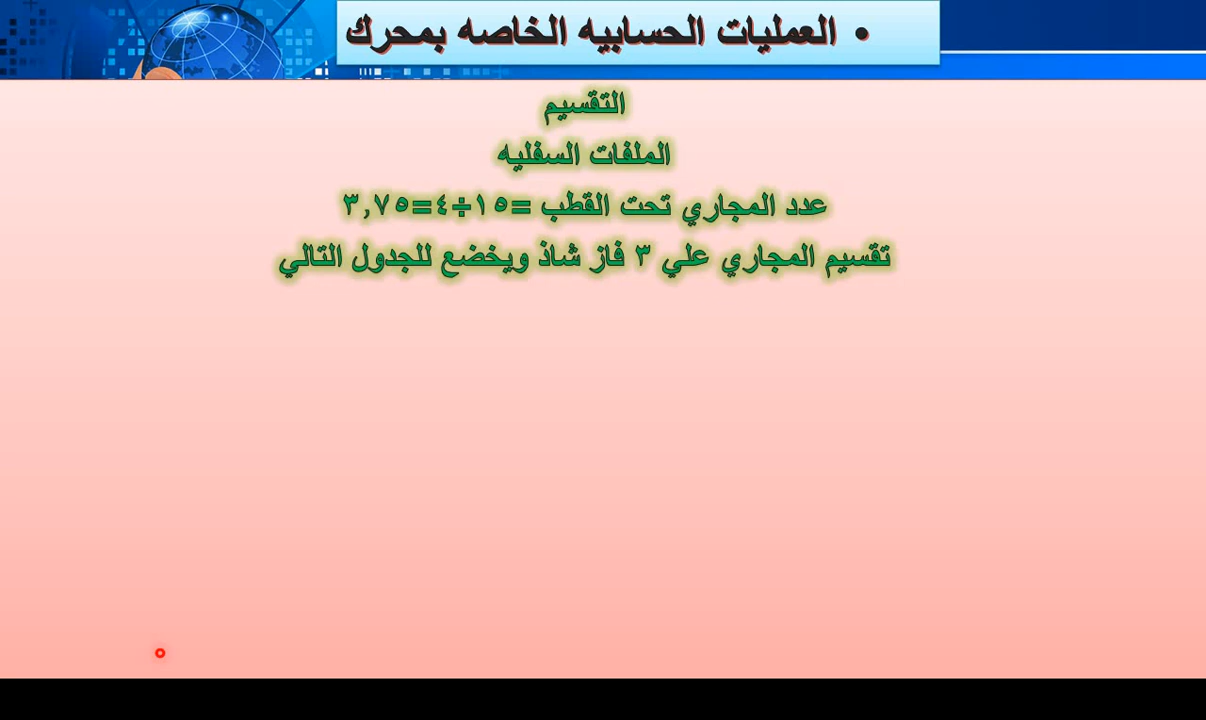 • العمليات الحسابيه الخاصه بمحرك
التقسيم
الملفات السفليه
عدد المجاري تحت القطب =١٥÷٤=٣,٧٥
تقسيم المجاري علي ٣ فاز شاذ ويخضع للجدول التالي